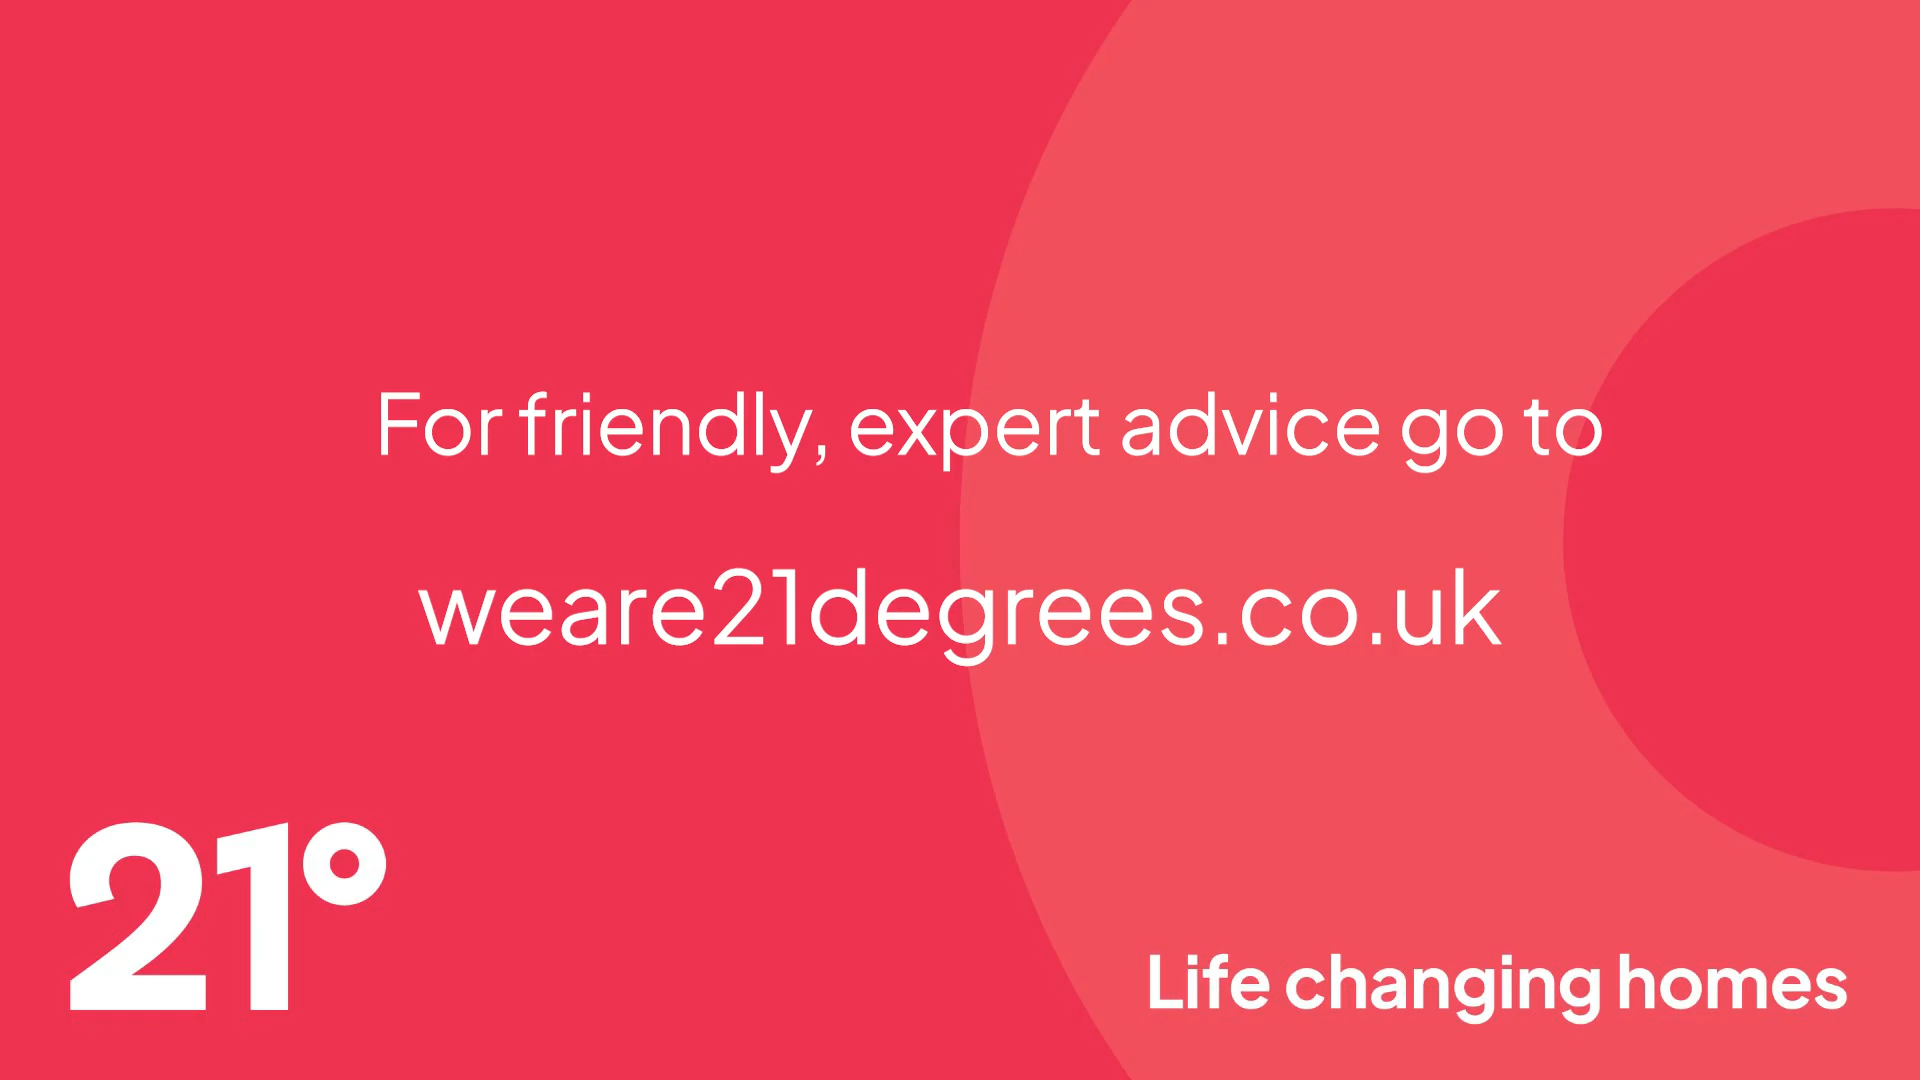 For friendly, expert advice go to
weare21degrees.co.uk
21°
Life changing homes